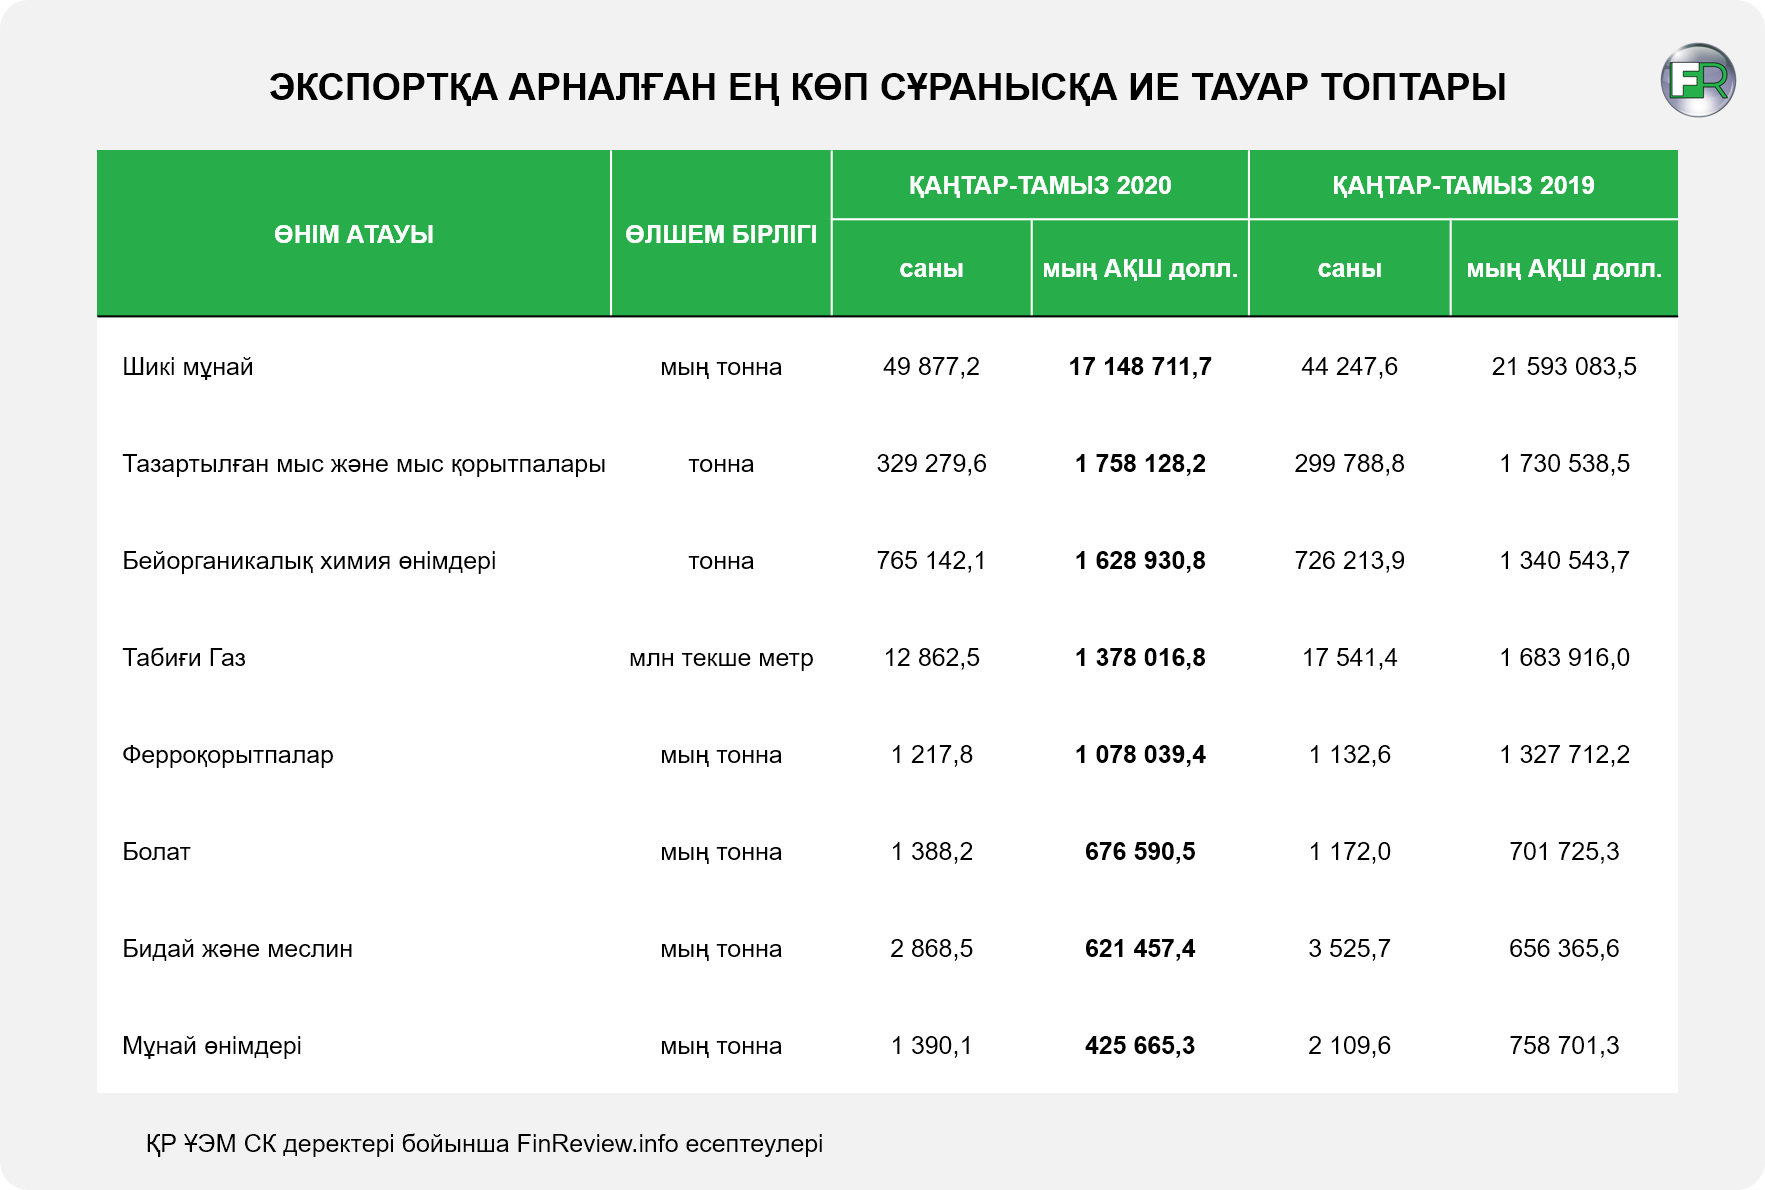 ЭКСПОРТҚА АРНАЛҒАН ЕҢ КӨП СҰРАНЫСҚА ИЕ ТАУАР ТОПТАРЫ
FR
ӨНІМ АТАУЫ ӨЛШЕМ БІРЛІГІ ҚАҢТАР-ТАМЫЗ 2020 ҚАҢТАР-ТАМЫЗ 2019
саны мың АҚШ долл. саны мың АҚШ долл.
Шикі мұнай мың тонна 49 877,2 17 148 711,7 44 247,6 21 593 083,5
Тазартылған мыс және мыс қорытпалары тонна 329 279,6 1 758 128,2 299 788,8 1 730 538,5
Бейорганикалық химия өнімдері тонна 765 142,1 1 628 930,8 726 213,9 1 340 543,7
Табиғи Газ млн текше метр 12 862,5 1 378 016,8 17 541,4 1 683 916,0
Ферроқорытпалар мың тонна 1 217,8 1 078 039,4 1 132,6 1 327 712,2
Болат мың тонна 1 388,2 676 590,5 1 172,0 701 725,3
Бидай және меслин мың тонна 2 868,5 621 457,4 3 525,7 656 365,6
Мұнай өнімдері мың тонна 1 390,1 425 665,3 2 109,6 758 701,3
ҚР ҰЭМ СК деректері бойынша FinReview.info есептеулері